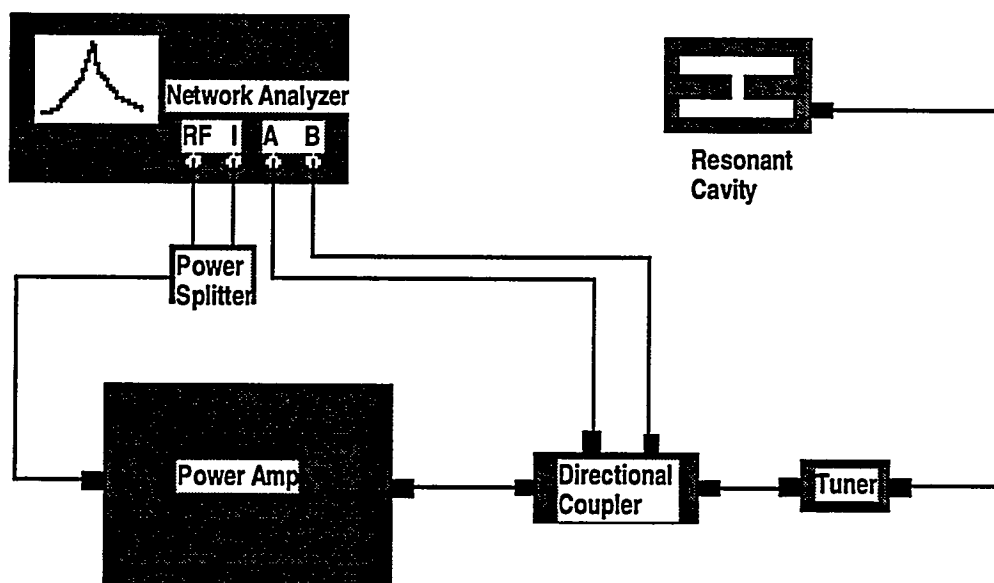 Network Analyzer
RF I A B
Resonant
Cavity
Power
Splitter
Power Amp
Directional
Coupler
Tuner